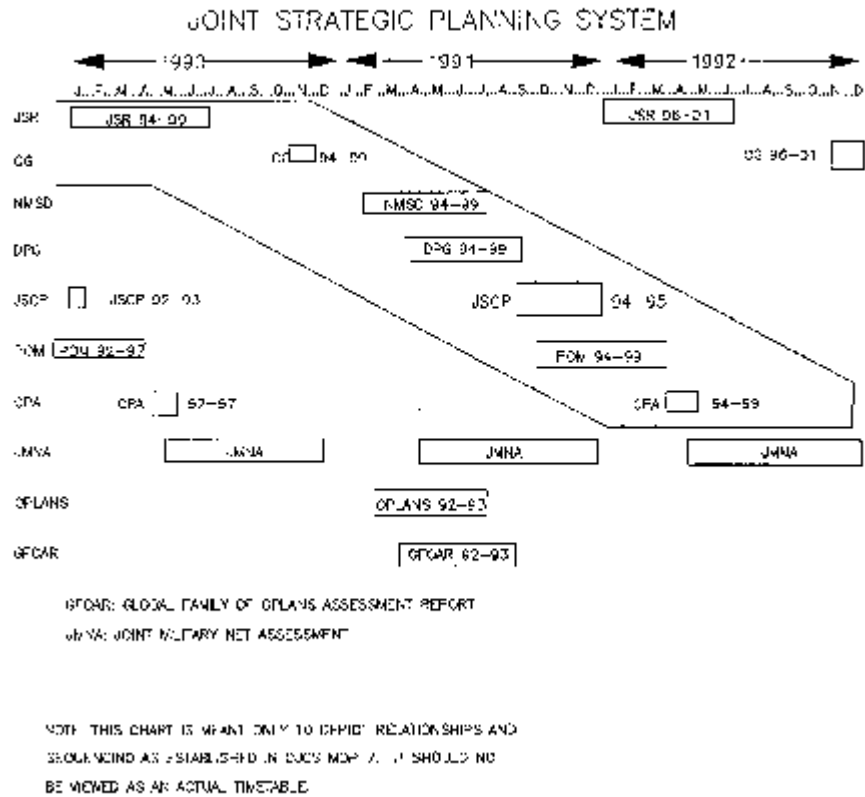 JOINT STRATEGIC PLANNING SYSTEM
1990 1991 1992
J...F...M...A...M...J...J...A...S...O...N...D J...F...M...A...M...J...J...A...S...O...N...D J...F...M...A...M...J...J...A...S...O...N...D
JSR JSR 94-99 JSR 96-01
CG CG 94-99 CG 96-01
NMSD NMSD 94-99
DPG DPG 94-99
JSCP JSCP 92-93 JSCP 94-95
POM POM 92-97 POM 94-99
CPA CPA 92-97 CPA 94-99
JMNA JMNA JMNA JMNA
OPLANS OPLANS 92-93
GFOAR GFOAR 92-93
GFOAR: GLOBAL FAMILY OF OPLANS ASSESSMENT REPORT
JMNA: JOINT MILITARY NET ASSESSMENT
NOTE THIS CHART IS MEANT ONLY TO DEPICT RELATIONSHIPS AND
SEQUENCING AS ESTABLISHED IN CJCS MOP SHOULD NO
BE VIEWED AS AN ACTUAL TIMETABLE